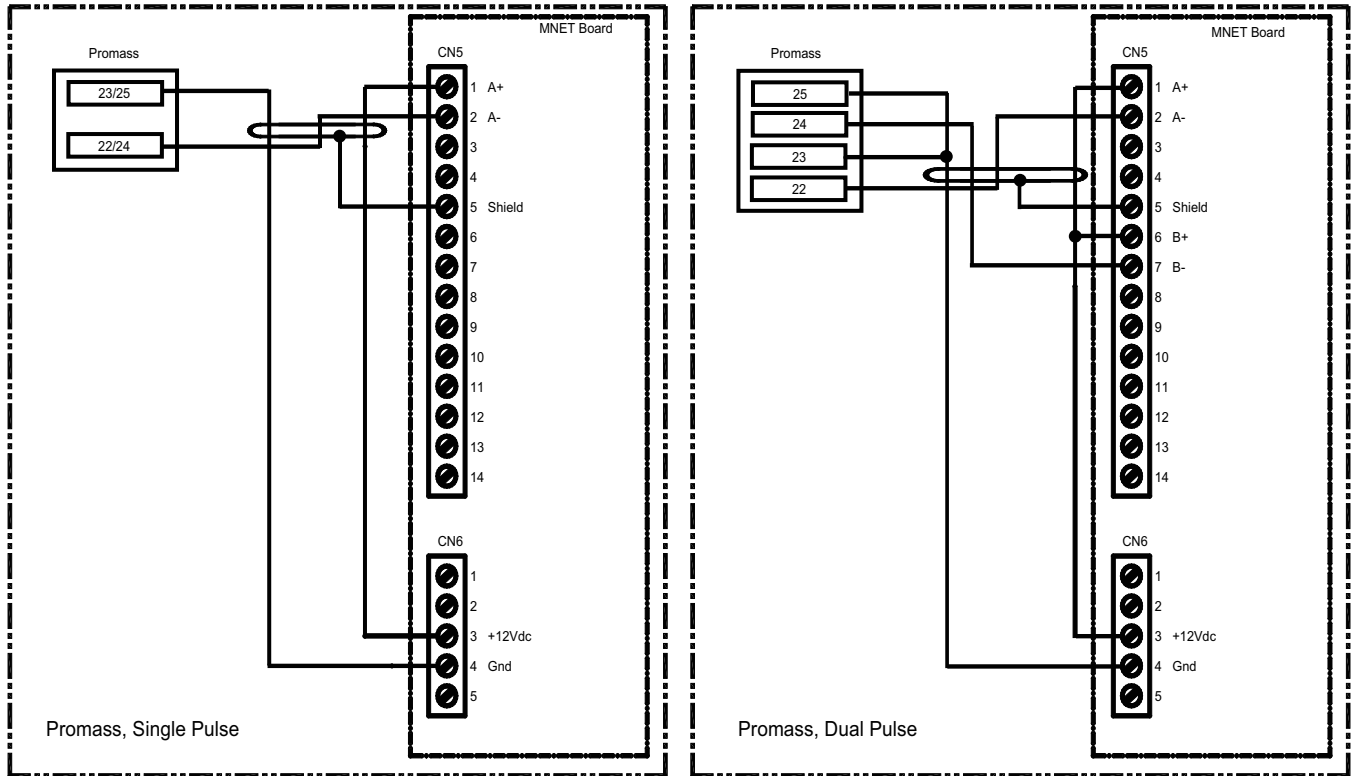 MNET Board
Promass
CN5
23/25
22/24
1 A+
2 A-
3
4
5 Shield
6
7
8
9
10
11
12
13
14
CN6
1
2
3 +12Vdc
4 Gnd
5
Promass, Single Pulse
MNET Board
Promass
CN5
25
24
23
22
1 A+
2 A-
3
4
5 Shield
6 B+
7 B-
8
9
10
11
12
13
14
CN6
1
2
3 +12Vdc
4 Gnd
5
Promass, Dual Pulse